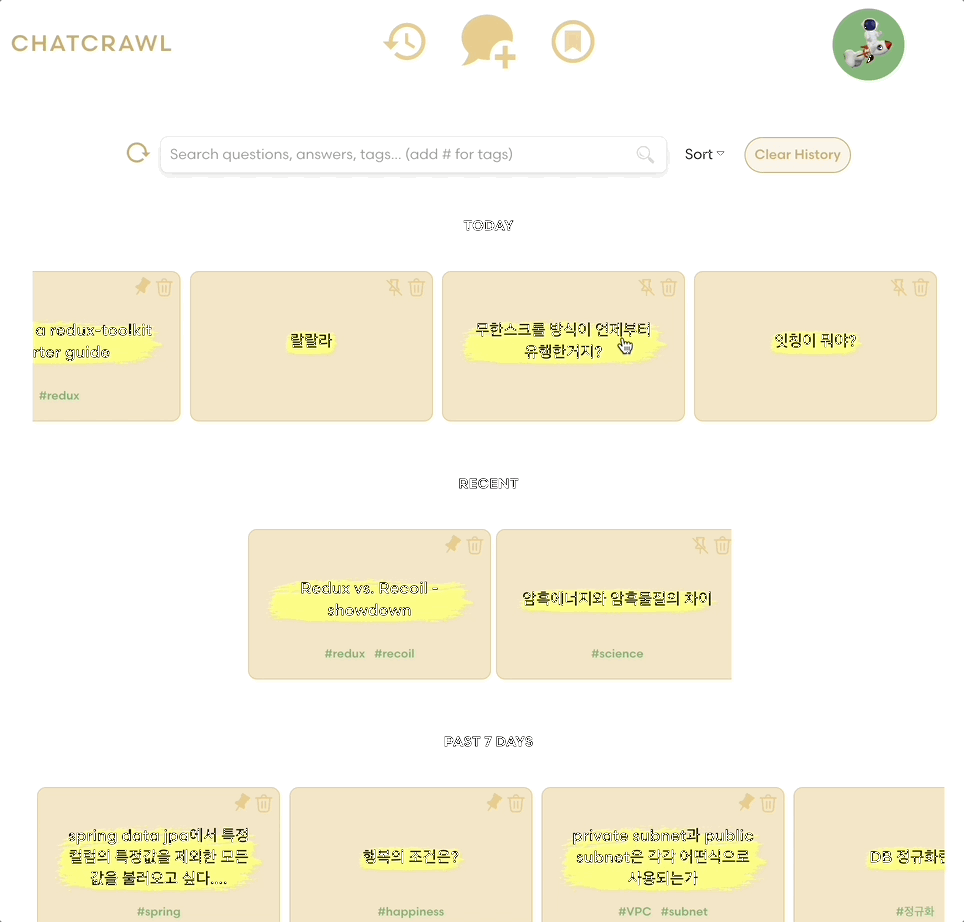 CHATCRAWL
Search questions, answers, tags... (add # for tags)
Sort
Clear History
TODAY
a redux-toolkit
rter guide
#redux
랄랄라
무한스크롤 방식이 언제부터
유행한거지?
잇칭이 뭐야?
RECENT
Redux vs. Recoil -
showdown
#redux #recoil
암흑에너지와 암흑물질의 차이
#science
PAST 7 DAYS
spring data jpa에서 특정
컬럼의 특정값을 제외한 모든
값을 불러오고 싶다....
#spring
행복의 조건은?
#happiness
private subnet과 public
subnet은 각각 어떤식으로
사용되는가
#VPC #subnet
DB 정규화란
#정규화